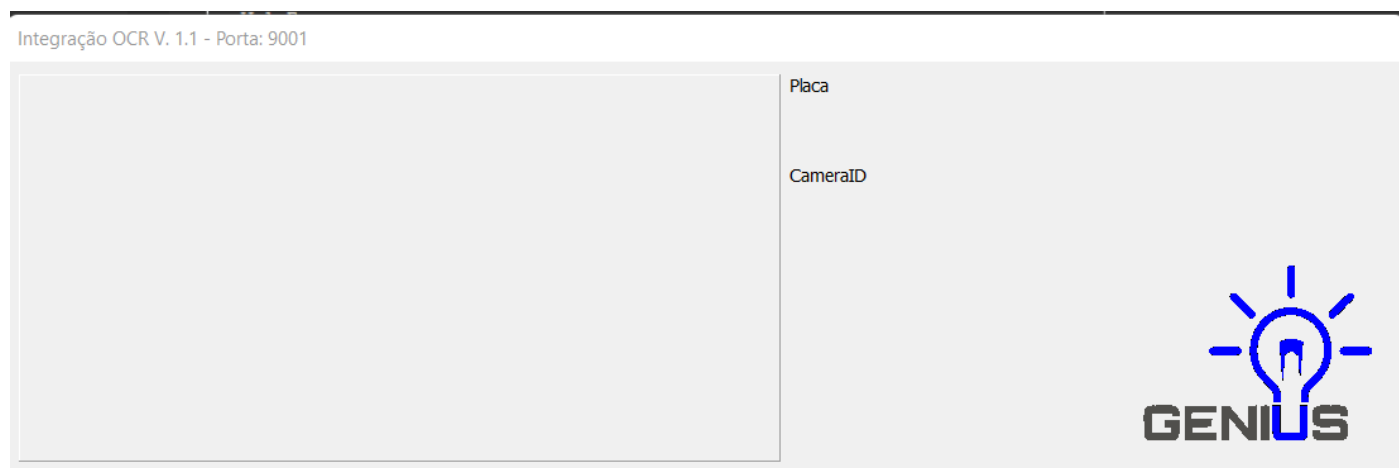 Integração OCR V. 1.1 - Porta: 9001
Placa
CameraID
GENIUS